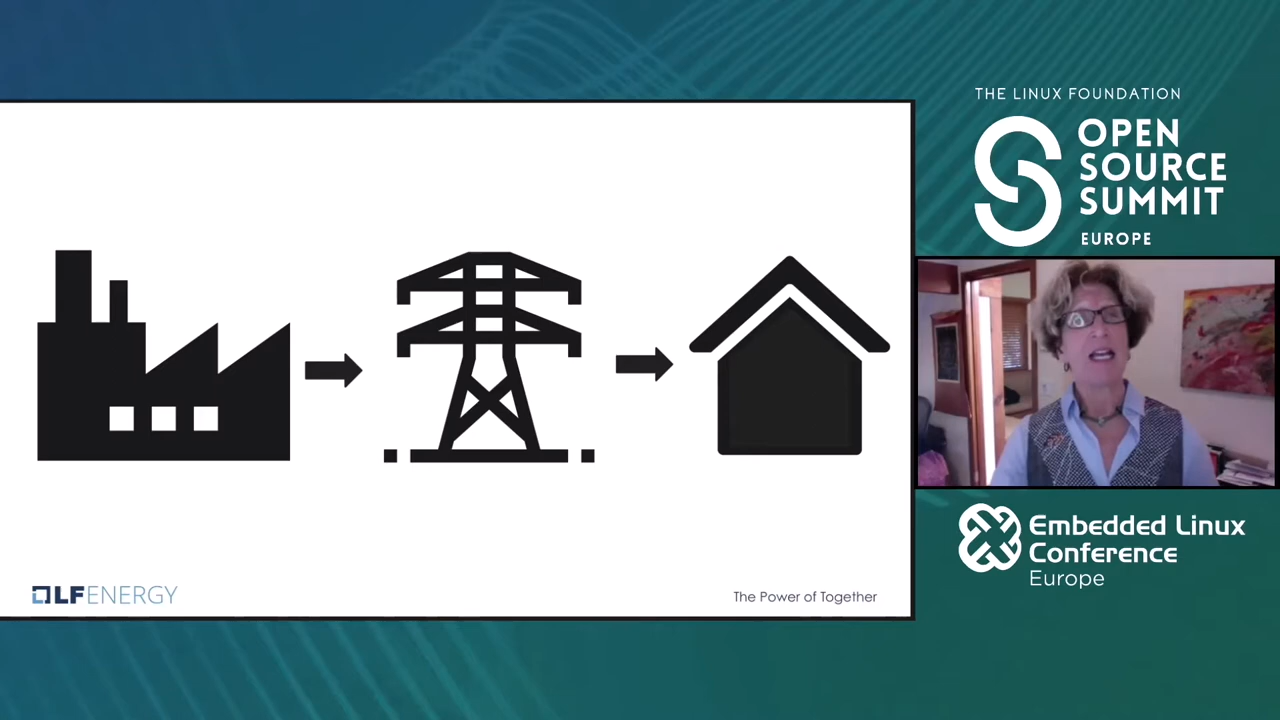 THE LINUX FOUNDATION
OPEN
SOURCE
SUMMIT
EUROPE
LFENERGY
The Power of Together
Embedded Linux
Conference
Europe